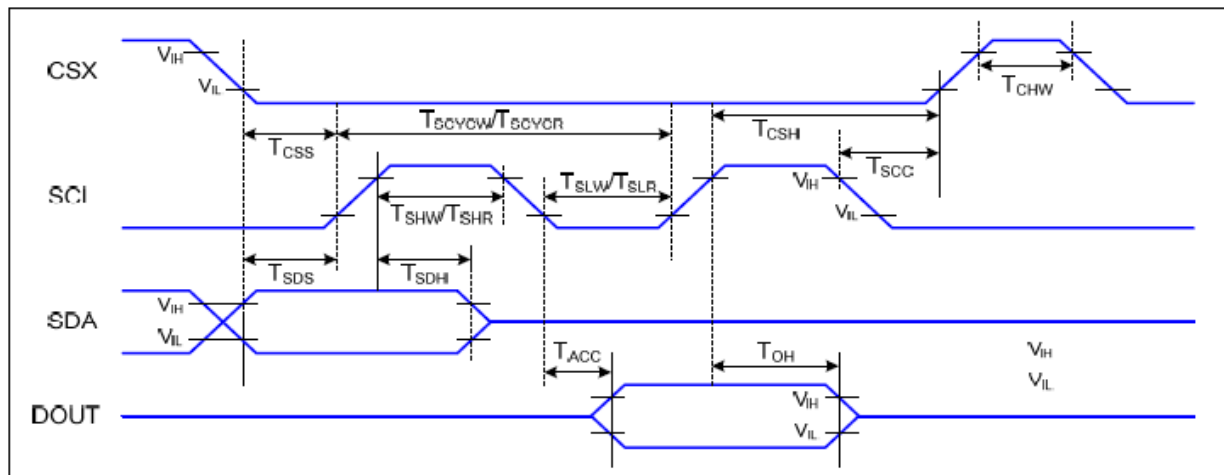 CSX
VIH
VIL
TCHW
TSCYCW/TSCYCR
TCSH
TCSS
TSCC
SCL
TSLW/TSLR
VIH
TSHW/TSHR
VIL
TSDS
TSDH
SDA
VIH
VIL
TACC
TOH
VIH
VIL
DOUT
VIH
VIL